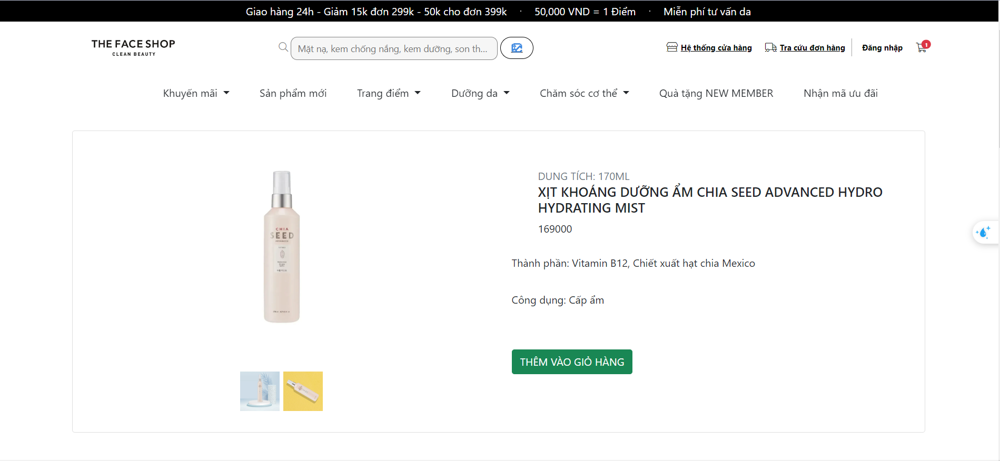 Giao hàng 24h - Giảm 15k đơn 299k - 50k cho đơn 399k · 50,000 VND = 1 Điểm · Miễn phí tư vấn da
THE FACE SHOP
CLEAN BEAUTY
Mặt nạ, kem chống nắng, kem dưỡng, son th...
Hệ thống cửa hàng
Tra cứu đơn hàng
Đăng nhập
1
Khuyến mãi
Sản phẩm mới
Trang điểm
Dưỡng da
Chăm sóc cơ thể
Quà tặng NEW MEMBER
Nhận mã ưu đãi
CHIA
SEED
ADVANCED
DUNG TÍCH: 170ML
XỊT KHOÁNG DƯỠNG ẨM CHIA SEED ADVANCED HYDRO
HYDRATING MIST
169000
Thành phần: Vitamin B12, Chiết xuất hạt chia Mexico
Công dụng: Cấp ẩm
THÊM VÀO GIỎ HÀNG